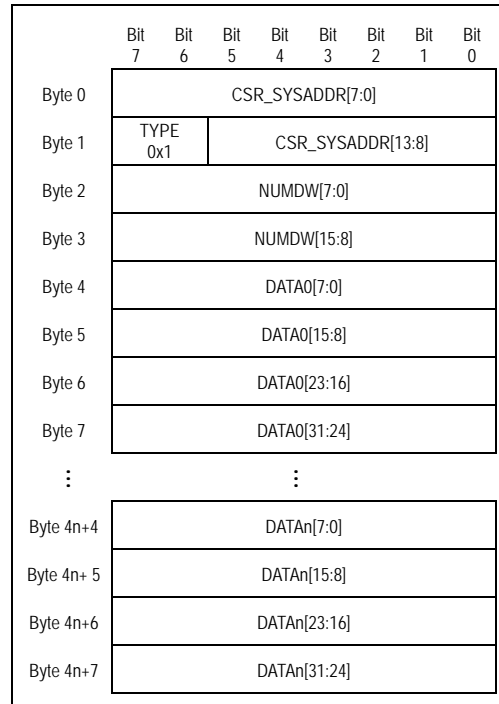 Bit Bit Bit Bit Bit Bit Bit Bit
7 6 5 4 3 2 1 0
Byte 0 CSR_SYSADDR[7:0]
Byte 1 TYPE 0x1 CSR_SYSADDR[13:8]
Byte 2 NUMDW[7:0]
Byte 3 NUMDW[15:8]
Byte 4 DATA0[7:0]
Byte 5 DATA0[15:8]
Byte 6 DATA0[23:16]
Byte 7 DATA0[31:24]
⋮ ⋮
Byte 4n+4 DATAn[7:0]
Byte 4n+ 5 DATAn[15:8]
Byte 4n+6 DATAn[23:16]
Byte 4n+7 DATAn[31:24]